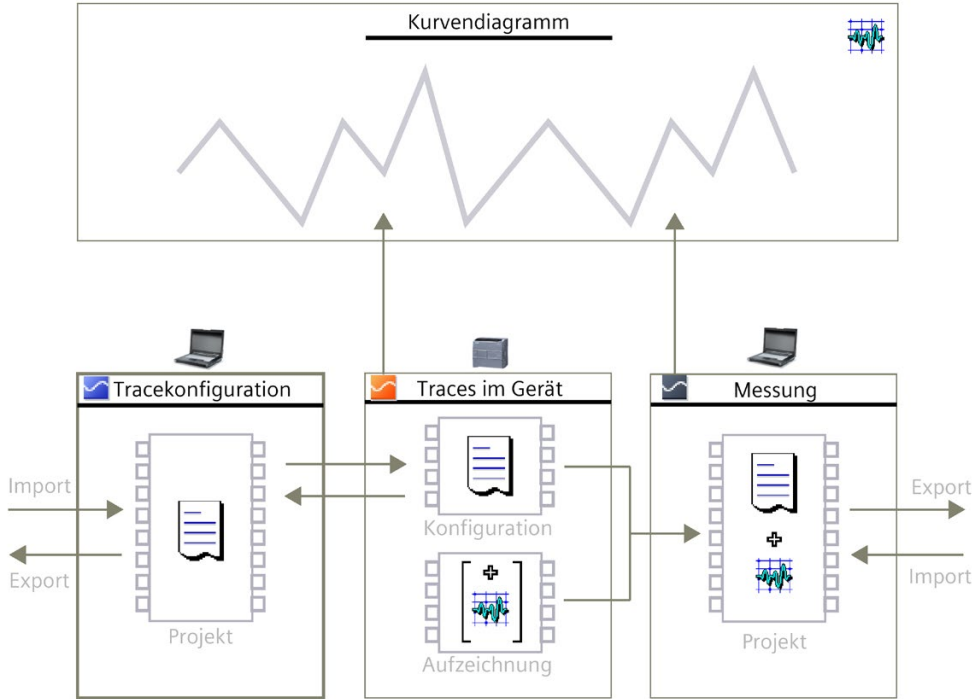 Kurvendiagramm
Tracekonfiguration
Traces im Gerät
Messung
Import
Export
Projekt
Konfiguration
Aufzeichnung
Projekt
Export
Import